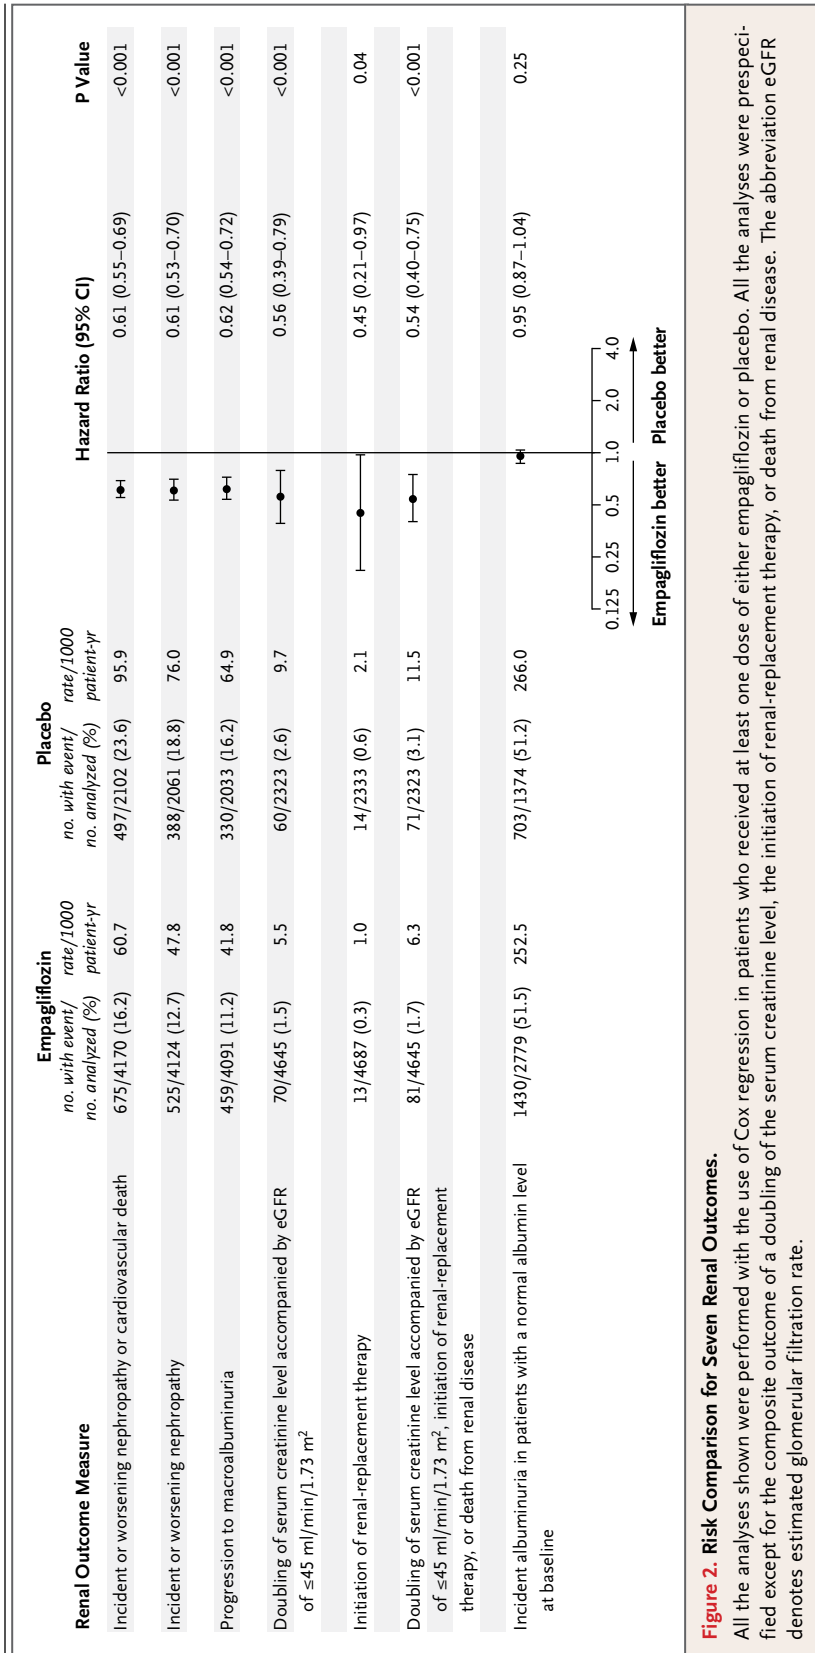 Empagliflozin Placebo
Renal Outcome Measure no. with event/ no. analyzed (%) rate/1000 patient-yr no. with event/ no. analyzed (%) rate/1000 patient-yr Hazard Ratio (95% CI) P Value
Incident or worsening nephropathy or cardiovascular death 675/4170 (16.2) 60.7 497/2102 (23.6) 95.9 0.61 (0.55–0.69) <0.001
Incident or worsening nephropathy 525/4124 (12.7) 47.8 388/2061 (18.8) 76.0 0.61 (0.53–0.70) <0.001
Progression to macroalbuminuria 459/4091 (11.2) 41.8 330/2033 (16.2) 64.9 0.62 (0.54–0.72) <0.001
Doubling of serum creatinine level accompanied by eGFR 70/4645 (1.5) 5.5 60/2323 (2.6) 9.7 0.56 (0.39–0.79) <0.001
of ≤45 ml/min/1.73 m²
Initiation of renal-replacement therapy 13/4687 (0.3) 1.0 14/2333 (0.6) 2.1 0.45 (0.21–0.97) 0.04
Doubling of serum creatinine level accompanied by eGFR 81/4645 (1.7) 6.3 71/2323 (3.1) 11.5 0.54 (0.40–0.75) <0.001
of ≤45 ml/min/1.73 m², initiation of renal-replacement
therapy, or death from renal disease
Incident albuminuria in patients with a normal albumin level 1430/2779 (51.5) 252.5 703/1374 (51.2) 266.0 0.95 (0.87–1.04) 0.25
at baseline
0.125 0.25 0.5 1.0 2.0 4.0
Empagliflozin better Placebo better
Figure 2. Risk Comparison for Seven Renal Outcomes.
All the analyses shown were performed with the use of Cox regression in patients who received at least one dose of either empagliflozin or placebo. All the analyses were prespeci-
fied except for the composite outcome of a doubling of the serum creatinine level, the initiation of renal-replacement therapy, or death from renal disease. The abbreviation eGFR
denotes estimated glomerular filtration rate.